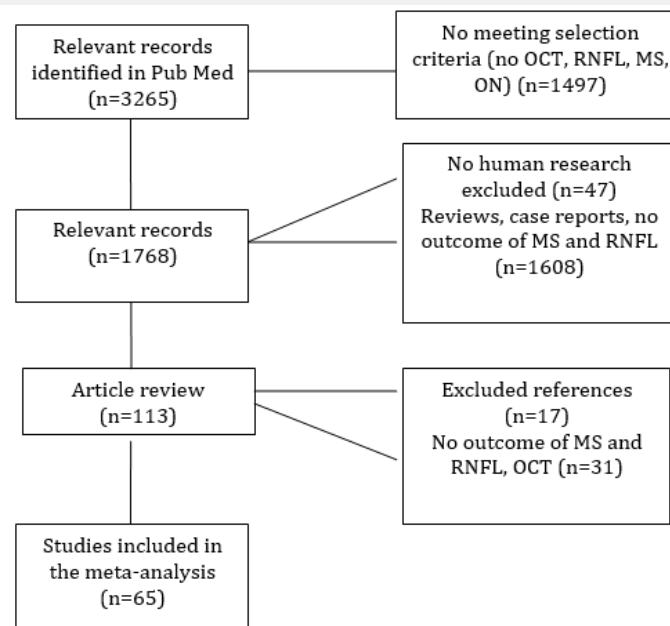 Relevant records
identified in Pub Med
(n=3265)
No meeting selection
criteria (no OCT, RNFL, MS,
ON) (n=1497)
Relevant records
(n=1768)
No human research
excluded (n=47)
Reviews, case reports, no
outcome of MS and RNFL
(n=1608)
Article review
(n=113)
Excluded references
(n=17)
No outcome of MS and
RNFL, OCT (n=31)
Studies included in
the meta-analysis
(n=65)